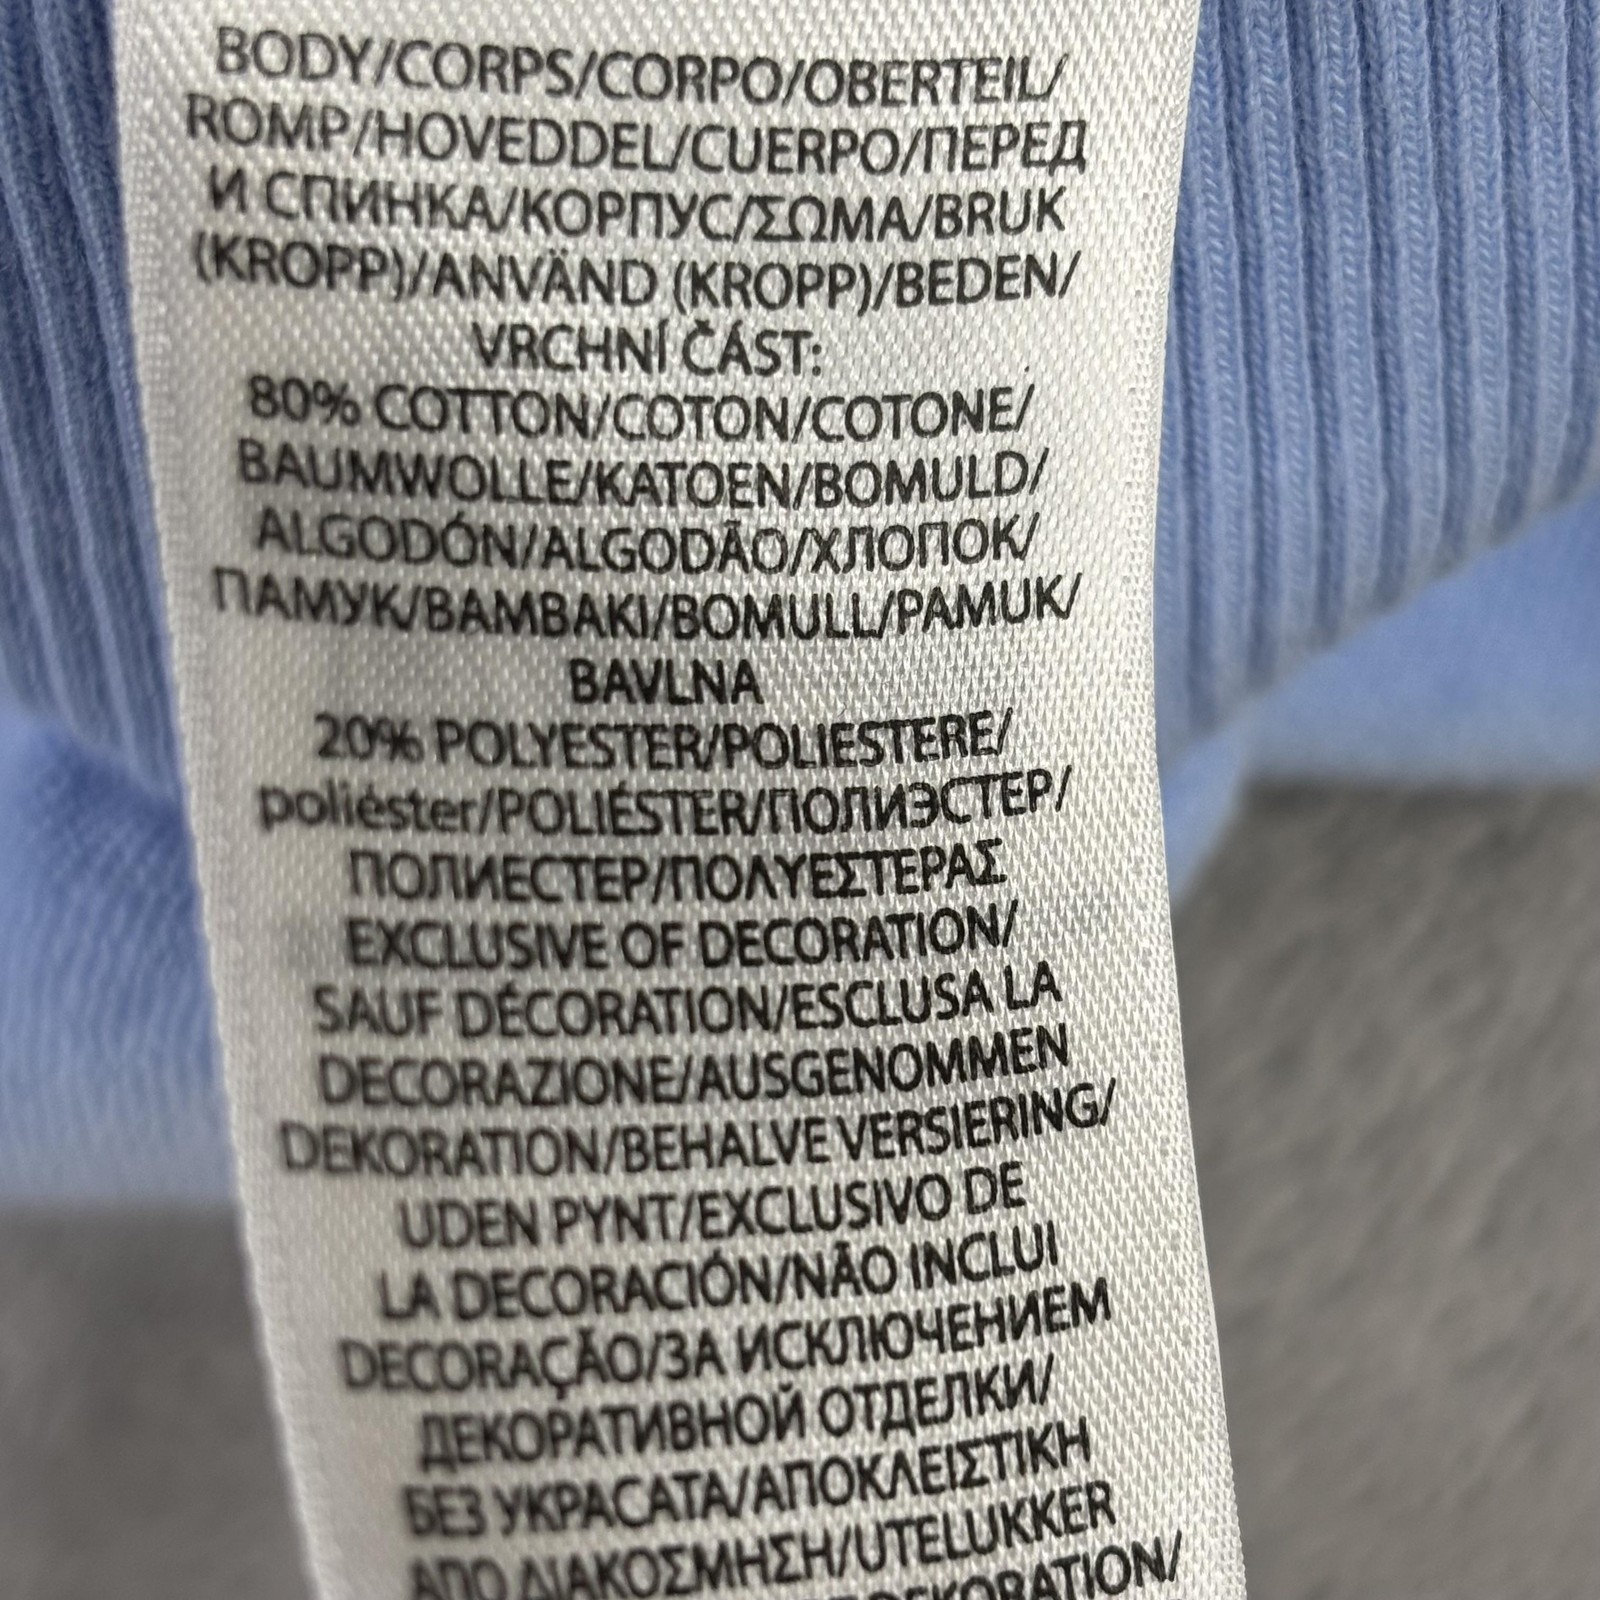 BODY/CORPS/CORPO/OBERTEIL/
ROMP/HOVEDDEL/CUERPO/ПЕРЕД
И СПИНКА/КОРПУС/ΣΩΜΑ/BRUK
(KROPP)/ANVÄND (KROPP)/BEDEN/
VRCHNÍ ČÁST:
80% COTTON/COTON/COTONE/
BAUMWOLLE/KATOEN/BOMULD/
ALGODÓN/ALGODÃO/ХЛОПОК/
ПАМУК/ΒΑΜΒΑΚΙ/BOMULL/PAMUK/
BAVLNA
20% POLYESTER/POLIESTERE/
poliéster/POLIÉSTER/ПОЛИЭСТЕР/
ПОЛИЕСТЕР/ΠΟΛΥΕΣΤΕΡΑΣ
EXCLUSIVE OF DECORATION/
SAUF DÉCORATION/ESCLUSA LA
DECORAZIONE/AUSGENOMMEN
DEKORATION/BEHALVE VERSIERING/
UDEN PYNT/EXCLUSIVO DE
LA DECORACIÓN/NÃO INCLUI
DECORAÇÃO/ЗА ИСКЛЮЧЕНИЕМ
ДЕКОРАТИВНОЙ ОТДЕЛКИ/
БЕЗ УКРАСАТА/ΑΠΟΚΛΕΙΣΤΙΚΗ
ΑΠΟ ΔΙΑΚΟΣΜΗΣΗ/UTELUKKER